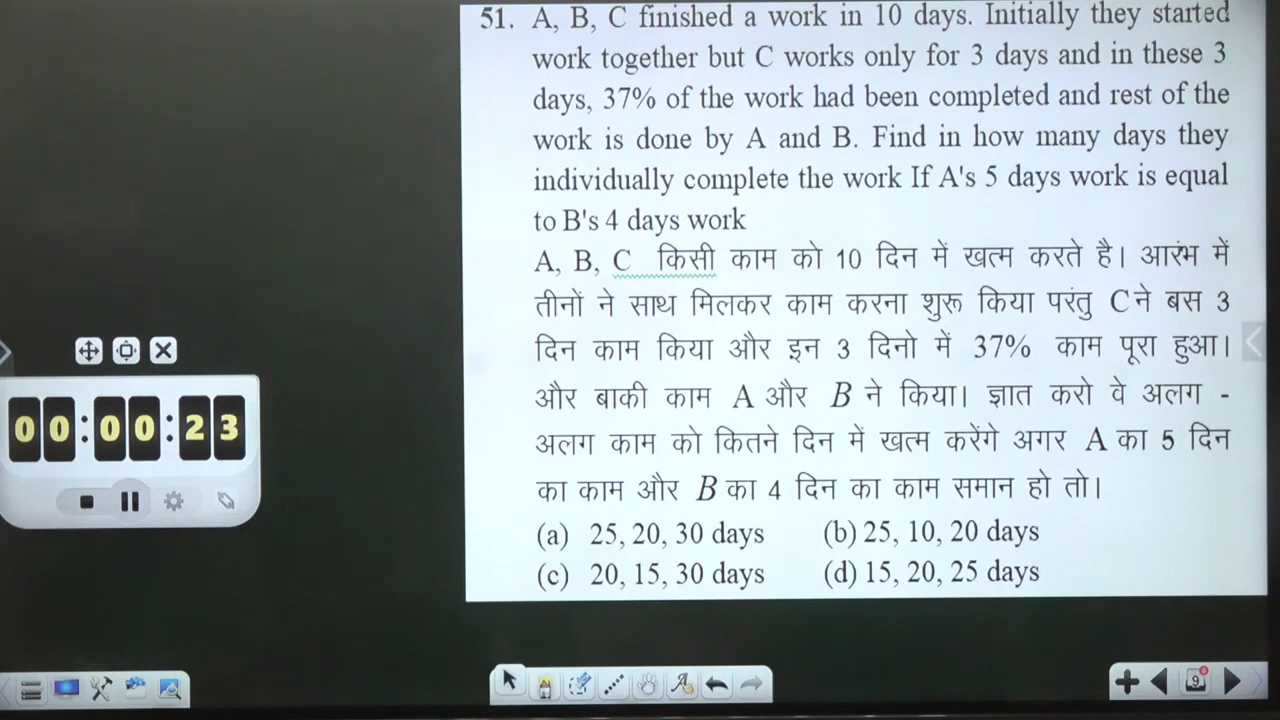 51. A, B, C finished a work in 10 days. Initially they started
work together but C works only for 3 days and in these 3
days, 37% of the work had been completed and rest of the
work is done by A and B. Find in how many days they
individually complete the work If A's 5 days work is equal
to B's 4 days work
A, B, C किसी काम को 10 दिन में खत्म करते है। आरंभ में
तीनों ने साथ मिलकर काम करना शुरू किया परंतु C ने बस 3
दिन काम किया और इन 3 दिनो में 37% काम पूरा हुआ।
और बाकी काम A और B ने किया। ज्ञात करो वे अलग -
अलग काम को कितने दिन में खत्म करेंगे अगर A का 5 दिन
का काम और B का 4 दिन का काम समान हो तो।
(a) 25, 20, 30 days (b) 25, 10, 20 days
(c) 20, 15, 30 days (d) 15, 20, 25 days
00:00:23
9